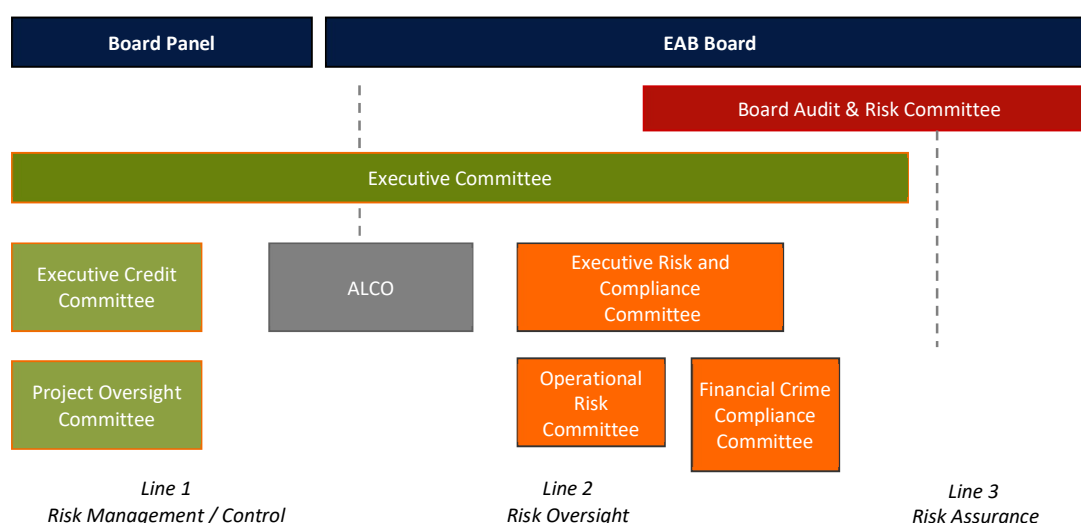 Board Panel
EAB Board
Board Audit & Risk Committee
Executive Committee
Executive Credit
Committee
ALCO
Executive Risk and
Compliance
Committee
Project Oversight
Committee
Operational
Risk
Committee
Financial Crime
Compliance
Committee
Line 1
Risk Management / Control
Line 2
Risk Oversight
Line 3
Risk Assurance